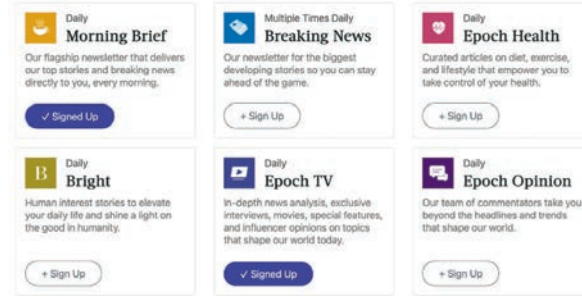 Daily
Morning Brief
Our flagship newsletter that delivers
our top stories and breaking news
directly to you, every morning.
✓ Signed Up
Multiple Times Daily
Breaking News
Our newsletter for the biggest
developing stories so you can stay
ahead of the game.
+ Sign Up
Daily
Epoch Health
Curated articles on diet, exercise,
and lifestyle that empower you to
take control of your health.
+ Sign Up
B
Daily
Bright
Human interest stories to elevate
your daily life and shine a light on
the good in humanity.
+ Sign Up
Daily
Epoch TV
In-depth news analysis, exclusive
interviews, movies, special features,
and influencer opinions on topics
that shape our world today.
✓ Signed Up
Daily
Epoch Opinion
Our team of commentators take you
beyond the headlines and trends
that shape our world.
+ Sign Up